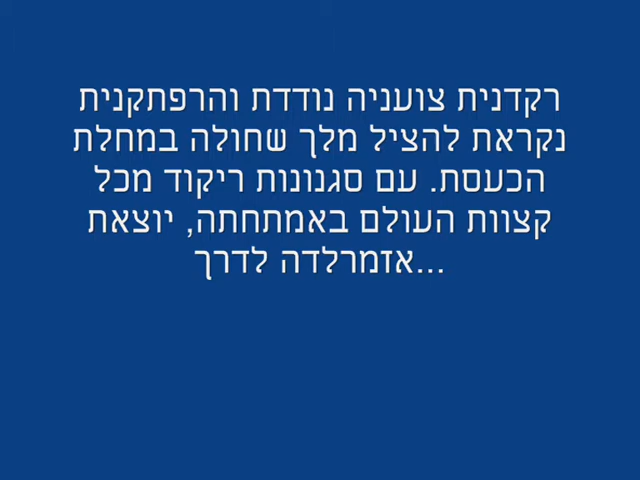 רקדנית צועניה נודדת והרפתקנית
נקראת להציל מלך שחולה במחלת
הכעסת. עם סגנונות ריקוד מכל
קצוות העולם באמתחתה, יוצאת
אזמרלדה לדרך...